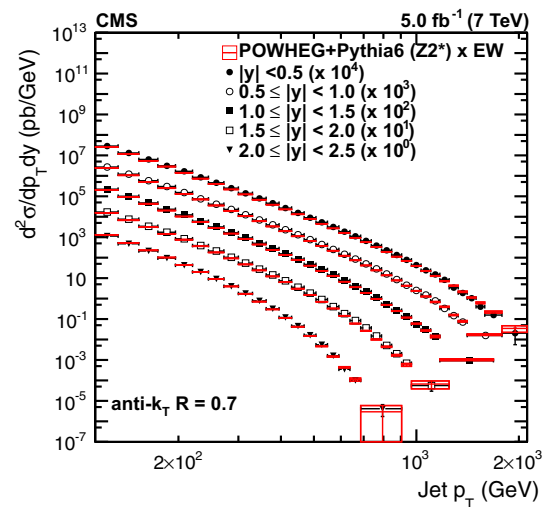 CMS 5.0 fb⁻¹ (7 TeV)
POWHEG+Pythia6 (Z2*) x EW
|y| <0.5 (x 10⁴)
0.5 ≤ |y| < 1.0 (x 10³)
1.0 ≤ |y| < 1.5 (x 10²)
1.5 ≤ |y| < 2.0 (x 10¹)
2.0 ≤ |y| < 2.5 (x 10⁰)
d²σ/dp_T dy (pb/GeV)
10¹³
10¹¹
10⁹
10⁷
10⁵
10³
10
10⁻¹
10⁻³
10⁻⁵
10⁻⁷
anti-k_T R = 0.7
2×10² 10³ 2×10³
Jet p_T (GeV)